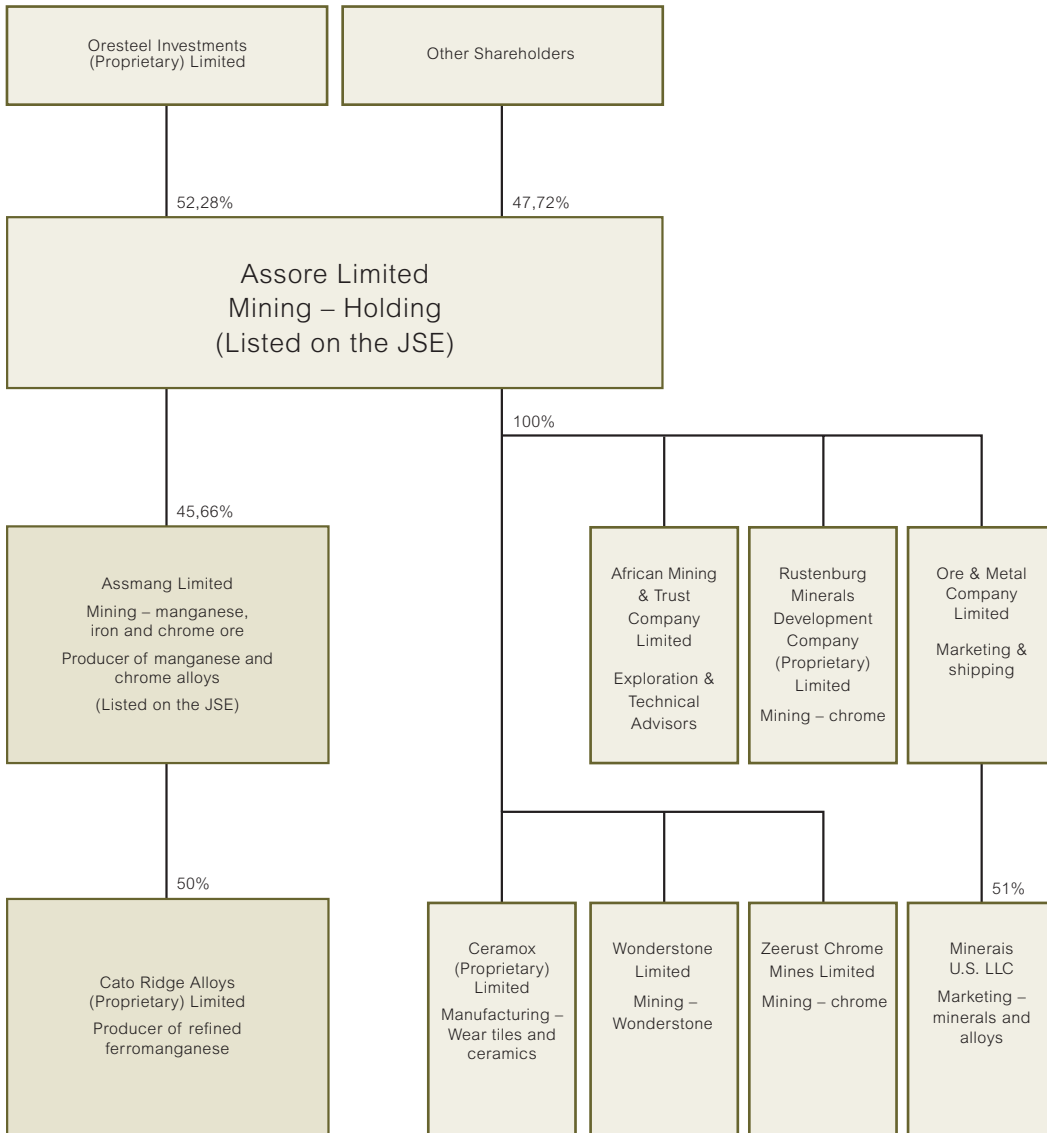 Oresteel Investments
(Proprietary) Limited
Other Shareholders
52,28%
47,72%
Assore Limited
Mining – Holding
(Listed on the JSE)
100%
45,66%
Assmang Limited
Mining – manganese,
iron and chrome ore
Producer of manganese and
chrome alloys
(Listed on the JSE)
African Mining
& Trust
Company
Limited
Exploration &
Technical
Advisors
Rustenburg
Minerals
Development
Company
(Proprietary)
Limited
Mining – chrome
Ore & Metal
Company
Limited
Marketing &
shipping
50%
51%
Cato Ridge Alloys
(Proprietary) Limited
Producer of refined
ferromanganese
Ceramox
(Proprietary)
Limited
Manufacturing –
Wear tiles and
ceramics
Wonderstone
Limited
Mining –
Wonderstone
Zeerust Chrome
Mines Limited
Mining – chrome
Minerais
U.S. LLC
Marketing –
minerals and
alloys